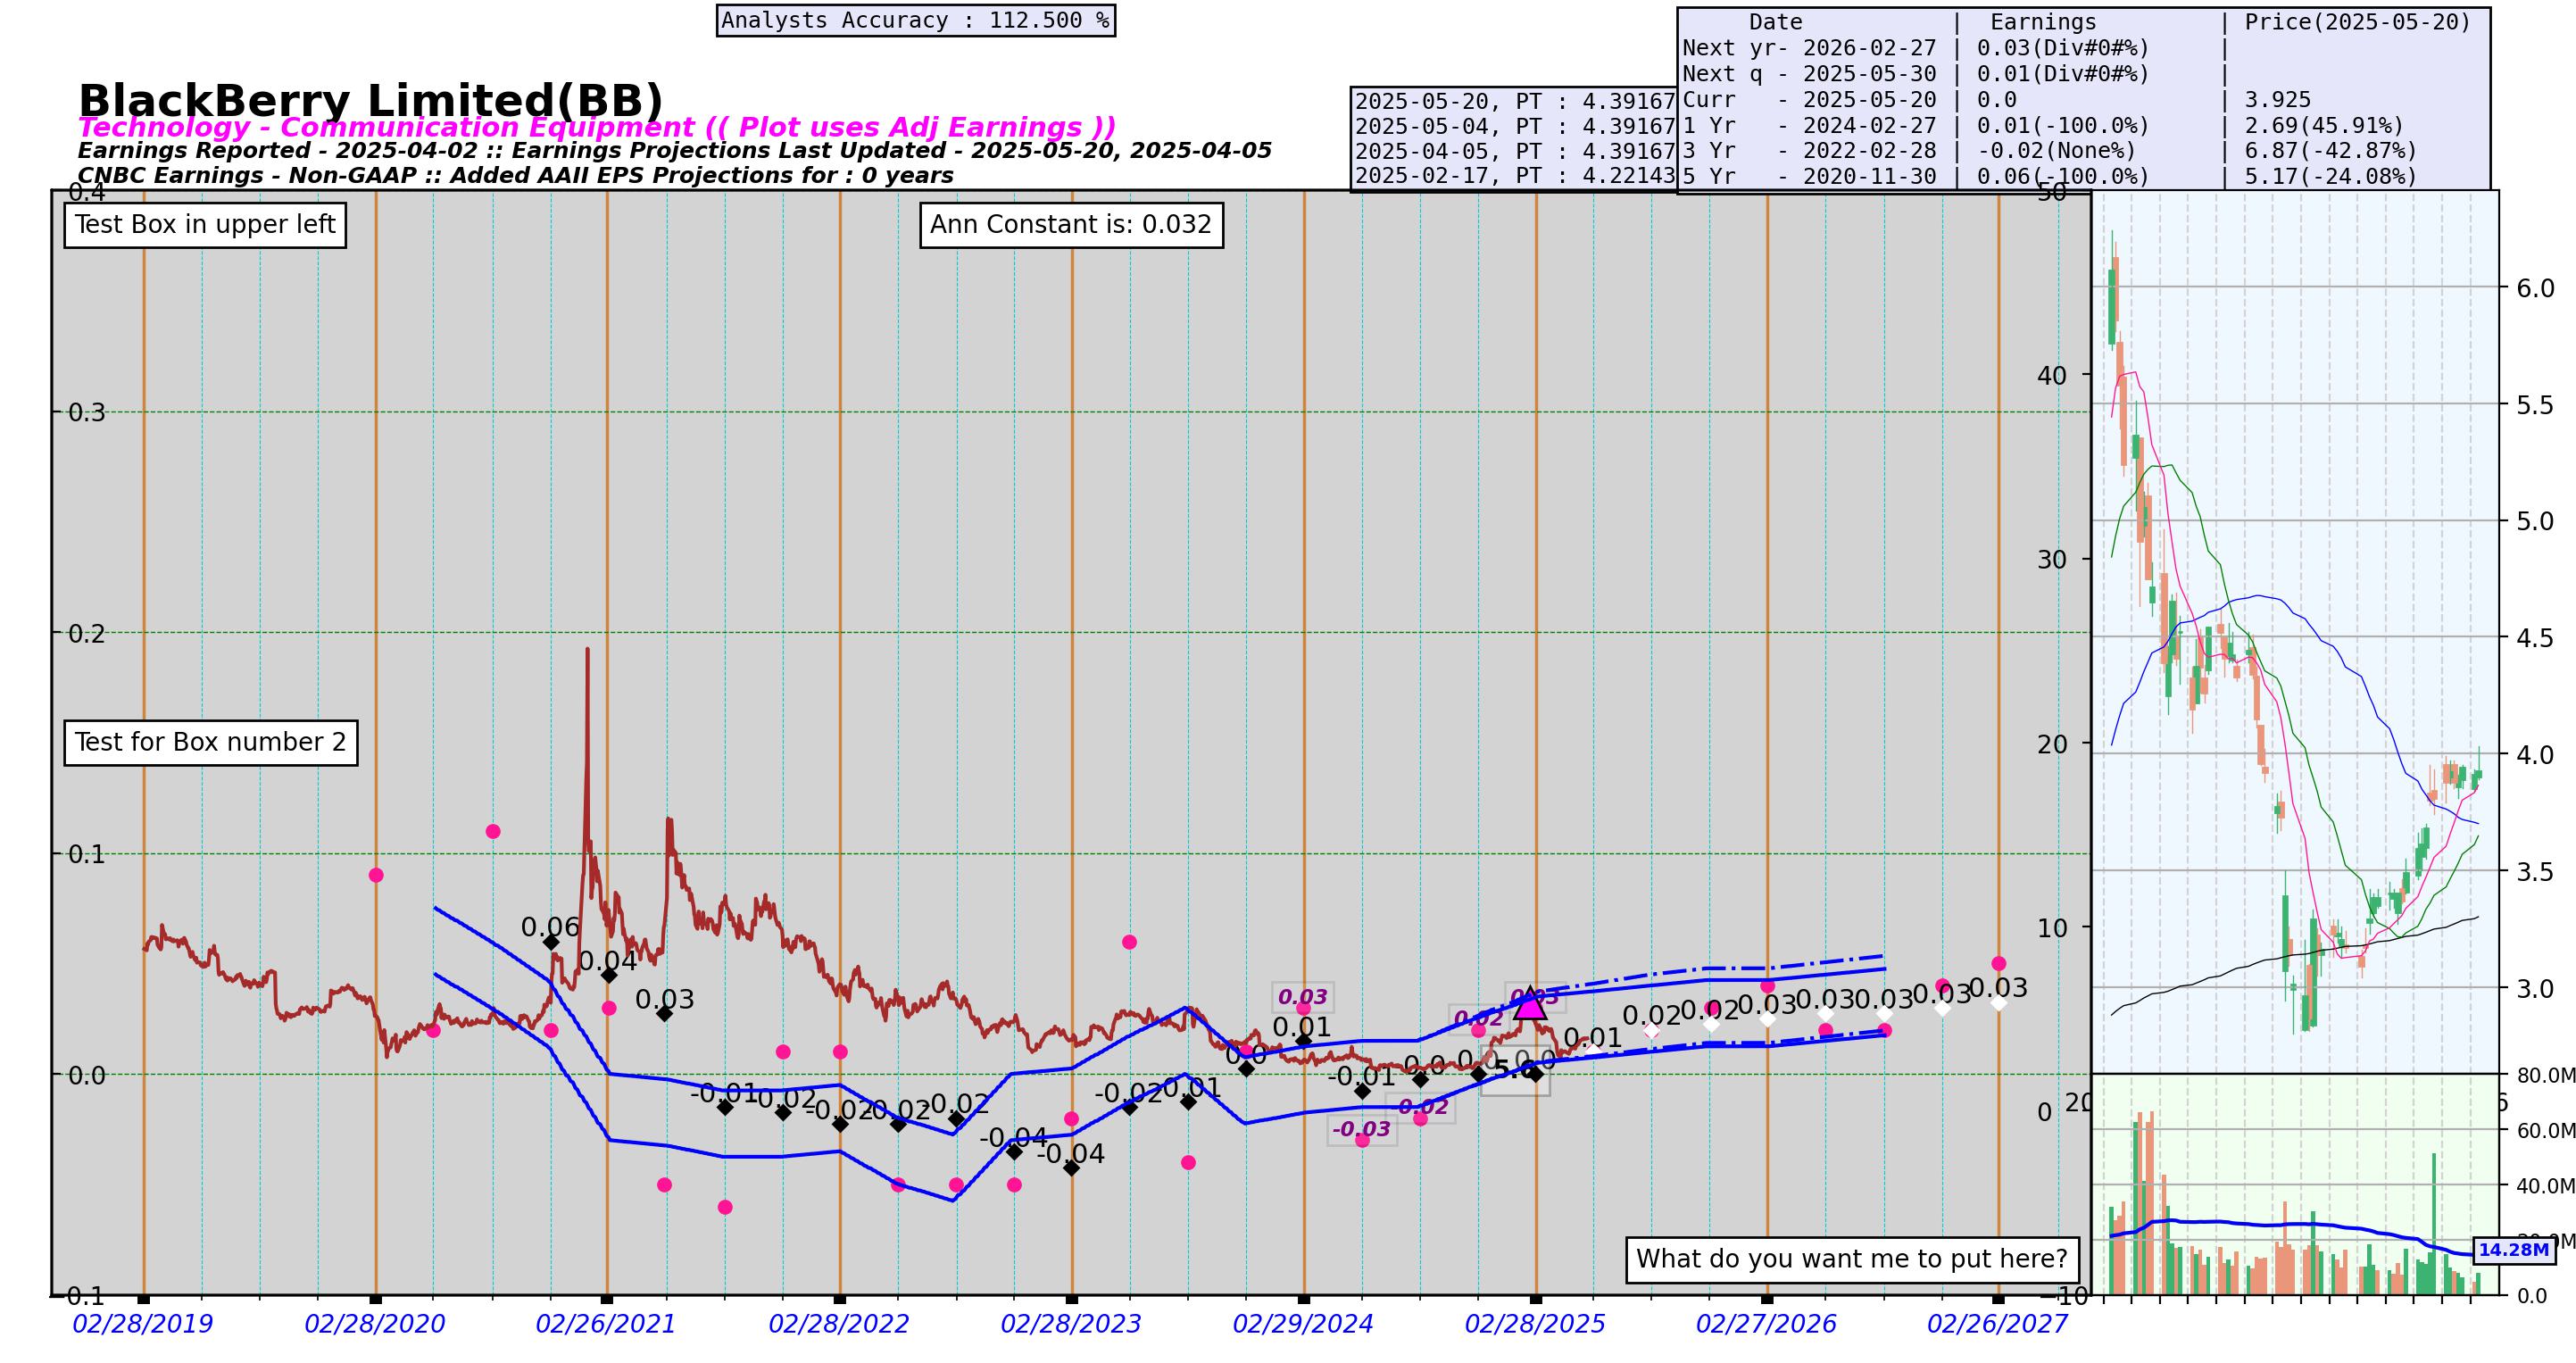 Analysts Accuracy : 112.500 %
Date | Earnings | Price(2025-05-20)
Next yr- 2026-02-27 | 0.03(Div#0#%) |
Next q - 2025-05-30 | 0.01(Div#0#%) |
Curr - 2025-05-20 | 0.0 | 3.925
1 Yr - 2024-02-27 | 0.01(-100.0%) | 2.69(45.91%)
3 Yr - 2022-02-28 | -0.02(None%) | 6.87(-42.87%)
5 Yr - 2020-11-30 | 0.06(-100.0%) | 5.17(-24.08%)
BlackBerry Limited(BB)
Technology - Communication Equipment (( Plot uses Adj Earnings ))
Earnings Reported - 2025-04-02 :: Earnings Projections Last Updated - 2025-05-20, 2025-04-05
CNBC Earnings - Non-GAAP :: Added AAII EPS Projections for : 0 years
2025-05-20, PT : 4.39167
2025-05-04, PT : 4.39167
2025-04-05, PT : 4.39167
2025-02-17, PT : 4.22143
Test Box in upper left
Ann Constant is: 0.032
Test for Box number 2
What do you want me to put here?
0.4
0.3
0.2
0.1
0.0
-0.1
50
40
30
20
10
0
−10
6.0
5.5
5.0
4.5
4.0
3.5
3.0
80.0M
60.0M
40.0M
14.28M
0.0
0.06
0.04
0.03
-0.01
-0.02
-0.02
-0.02
-0.02
-0.04
-0.04
-0.02
-0.01
0.0
0.01
-0.01
0.0
0.03
-0.03
-0.02
0.02
0.03
0.01
0.02
0.02
0.03
0.03
0.03
0.03
0.03
02/28/2019
02/28/2020
02/26/2021
02/28/2022
02/28/2023
02/29/2024
02/28/2025
02/27/2026
02/26/2027